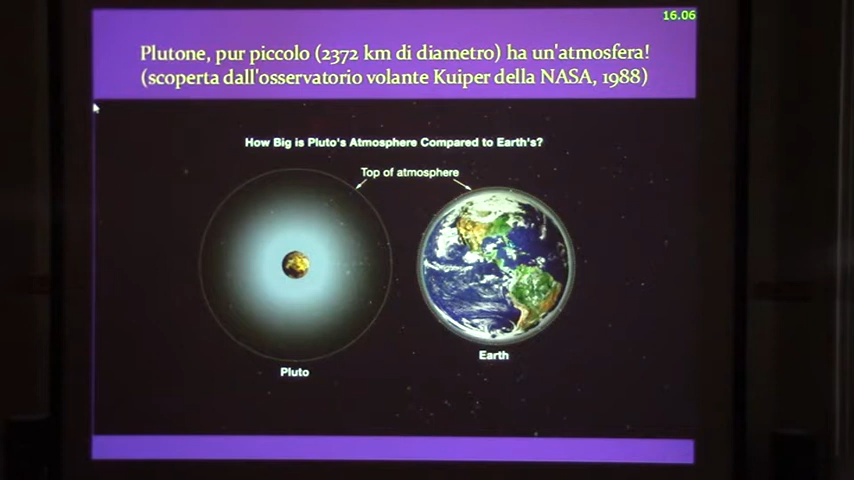 16.06
Plutone, pur piccolo (2372 km di diametro) ha un'atmosfera!
(scoperta dall'osservatorio volante Kuiper della NASA, 1988)
How Big is Pluto's Atmosphere Compared to Earth's?
Top of atmosphere
Earth
Pluto